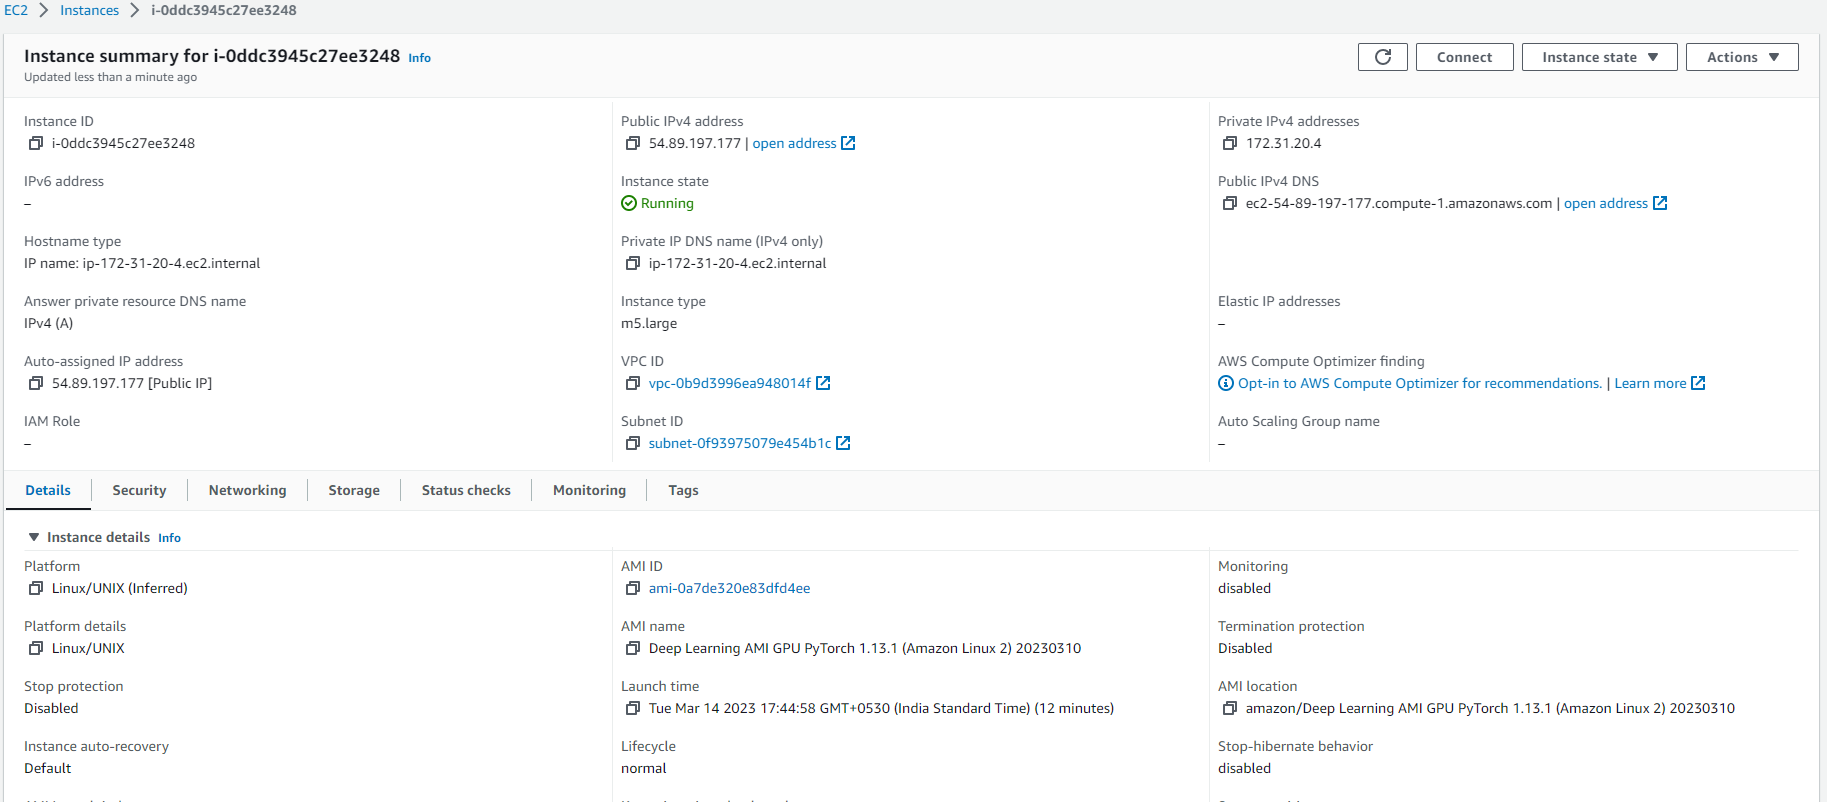 EC2 > Instances > i-0ddc3945c27ee3248
Instance summary for i-0ddc3945c27ee3248 Info
Updated less than a minute ago
Connect
Instance state
Actions
Instance ID
i-0ddc3945c27ee3248
Public IPv4 address
54.89.197.177 | open address
Private IPv4 addresses
172.31.20.4
IPv6 address
–
Instance state
Running
Public IPv4 DNS
ec2-54-89-197-177.compute-1.amazonaws.com | open address
Hostname type
IP name: ip-172-31-20-4.ec2.internal
Private IP DNS name (IPv4 only)
ip-172-31-20-4.ec2.internal
Answer private resource DNS name
IPv4 (A)
Instance type
m5.large
Elastic IP addresses
–
Auto-assigned IP address
54.89.197.177 [Public IP]
VPC ID
vpc-0b9d3996ea948014f
AWS Compute Optimizer finding
Opt-in to AWS Compute Optimizer for recommendations. | Learn more
IAM Role
–
Subnet ID
subnet-0f93975079e454b1c
Auto Scaling Group name
–
Details
Security
Networking
Storage
Status checks
Monitoring
Tags
Instance details Info
Platform
Linux/UNIX (Inferred)
AMI ID
ami-0a7de320e83dfd4ee
Monitoring
disabled
Platform details
Linux/UNIX
AMI name
Deep Learning AMI GPU PyTorch 1.13.1 (Amazon Linux 2) 20230310
Termination protection
Disabled
Stop protection
Disabled
Launch time
Tue Mar 14 2023 17:44:58 GMT+0530 (India Standard Time) (12 minutes)
AMI location
amazon/Deep Learning AMI GPU PyTorch 1.13.1 (Amazon Linux 2) 20230310
Instance auto-recovery
Default
Lifecycle
normal
Stop-hibernate behavior
disabled